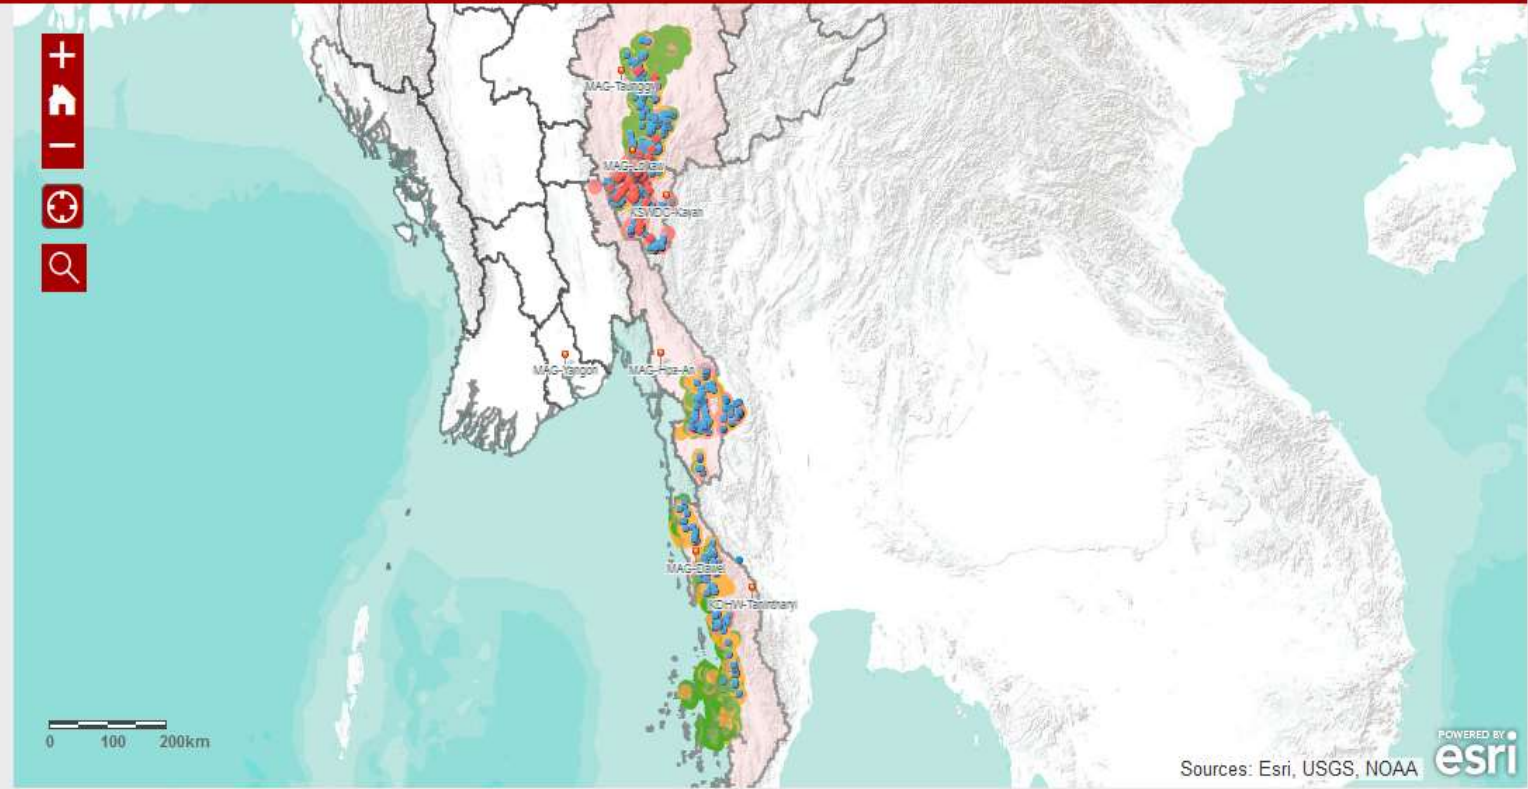 MAG-Taunggyi
MAG-Loikaw
KSWDC-Kayah
MAG-Yangon
MAG-Hpa-An
MAG-Dawei
KDHW-Tanintharyi
0 100 200km
Sources: Esri, USGS, NOAA
POWERED BY
esri